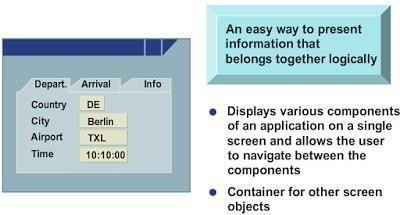 Depart. Arrival Info
Country DE
City Berlin
Airport TXL
Time 10:10:00
An easy way to present
information that
belongs together logically
Displays various components
of an application on a single
screen and allows the user
to navigate between the
components
Container for other screen
objects